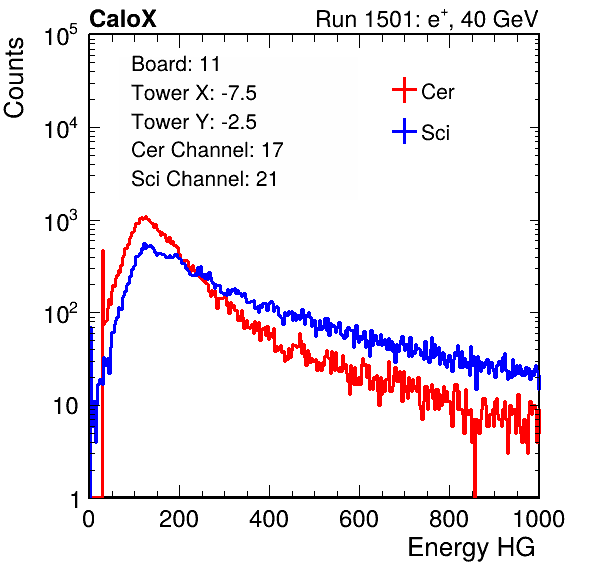 CaloX Run 1501: e⁺, 40 GeV
Counts
10⁵
10⁴
10³
10²
10
1
Board: 11
Tower X: -7.5
Tower Y: -2.5
Cer Channel: 17
Sci Channel: 21
Cer
Sci
0 200 400 600 800 1000
Energy HG